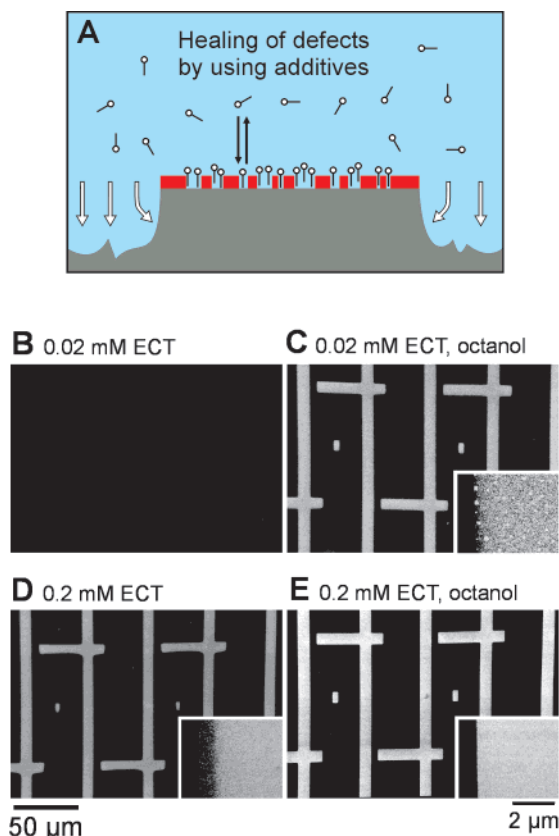 A
Healing of defects
by using additives
B 0.02 mM ECT
C 0.02 mM ECT, octanol
D 0.2 mM ECT
E 0.2 mM ECT, octanol
50 µm
2 µm